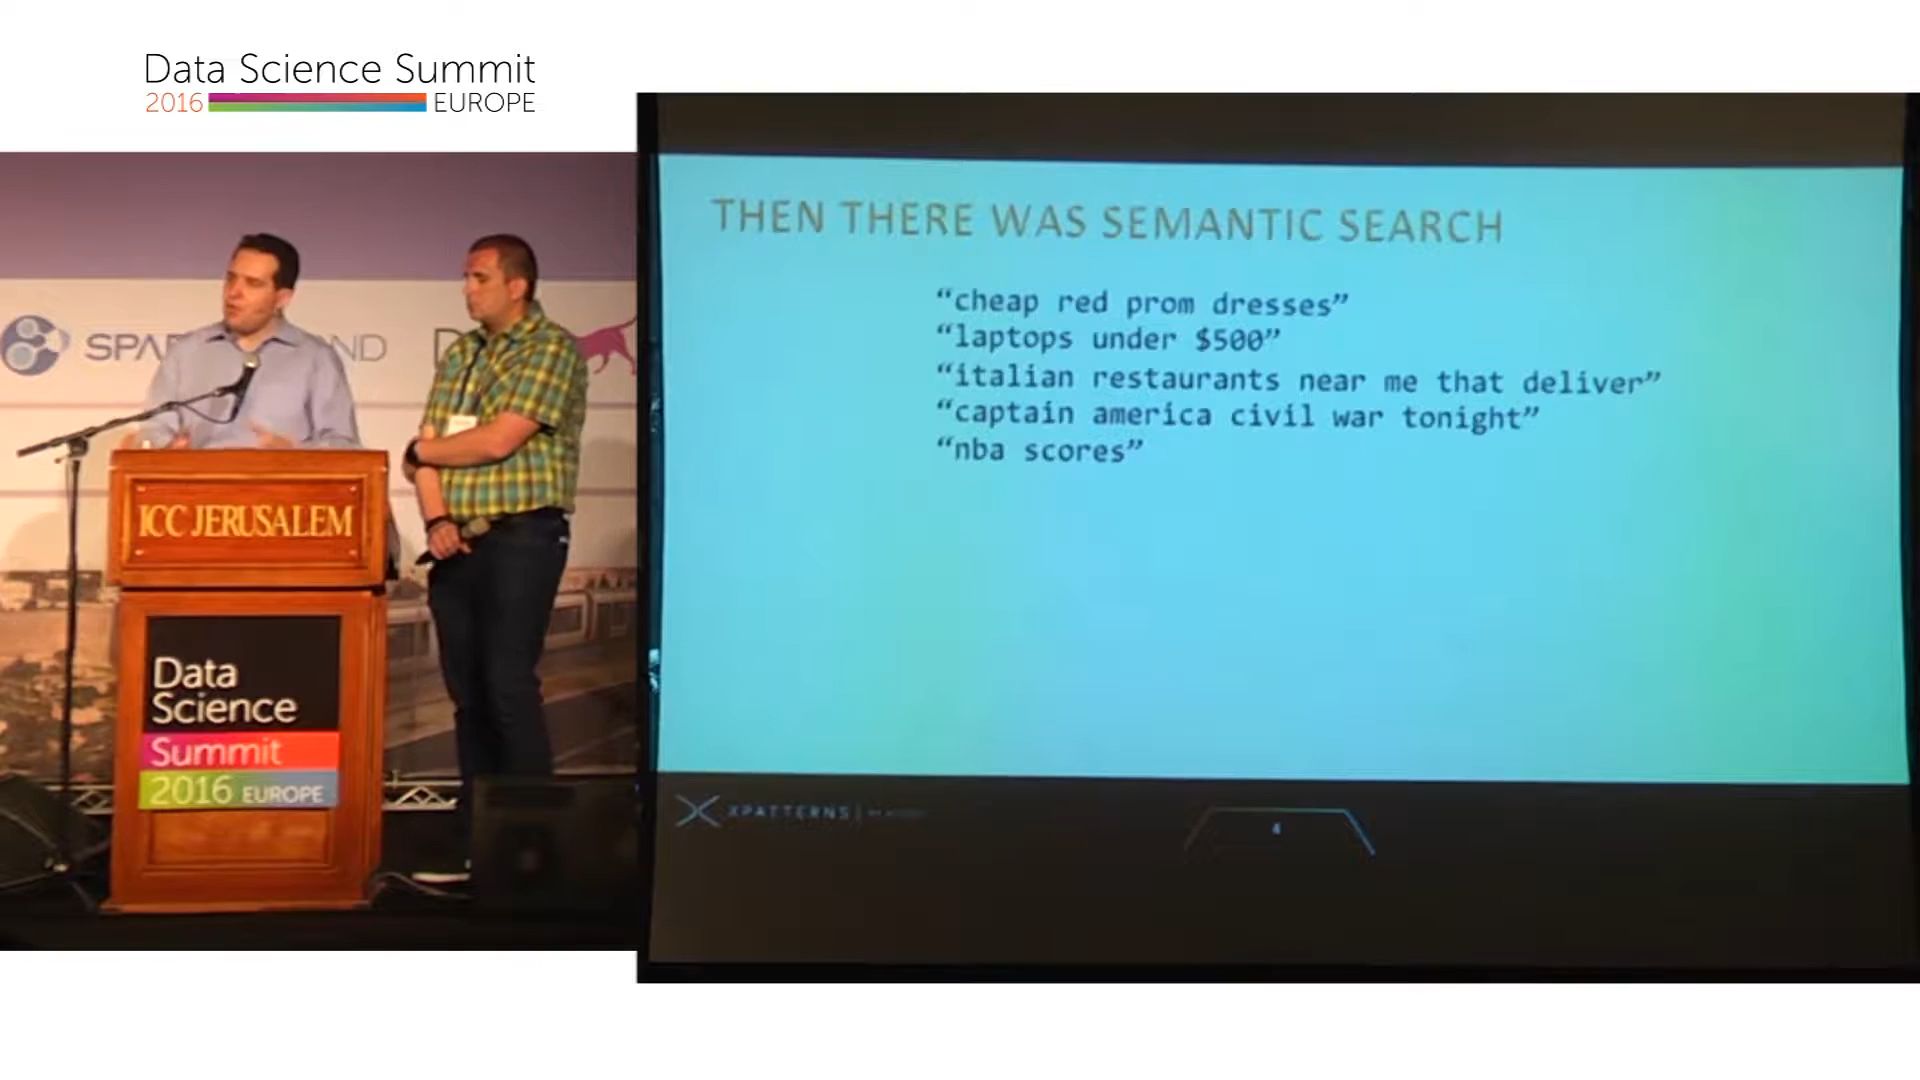 Data Science Summit
2016 EUROPE
THEN THERE WAS SEMANTIC SEARCH
“cheap red prom dresses”
“laptops under $500”
“italian restaurants near me that deliver”
“captain america civil war tonight”
“nba scores”
XPATTERNS
4
ICC JERUSALEM
Data
Science
Summit
2016 EUROPE